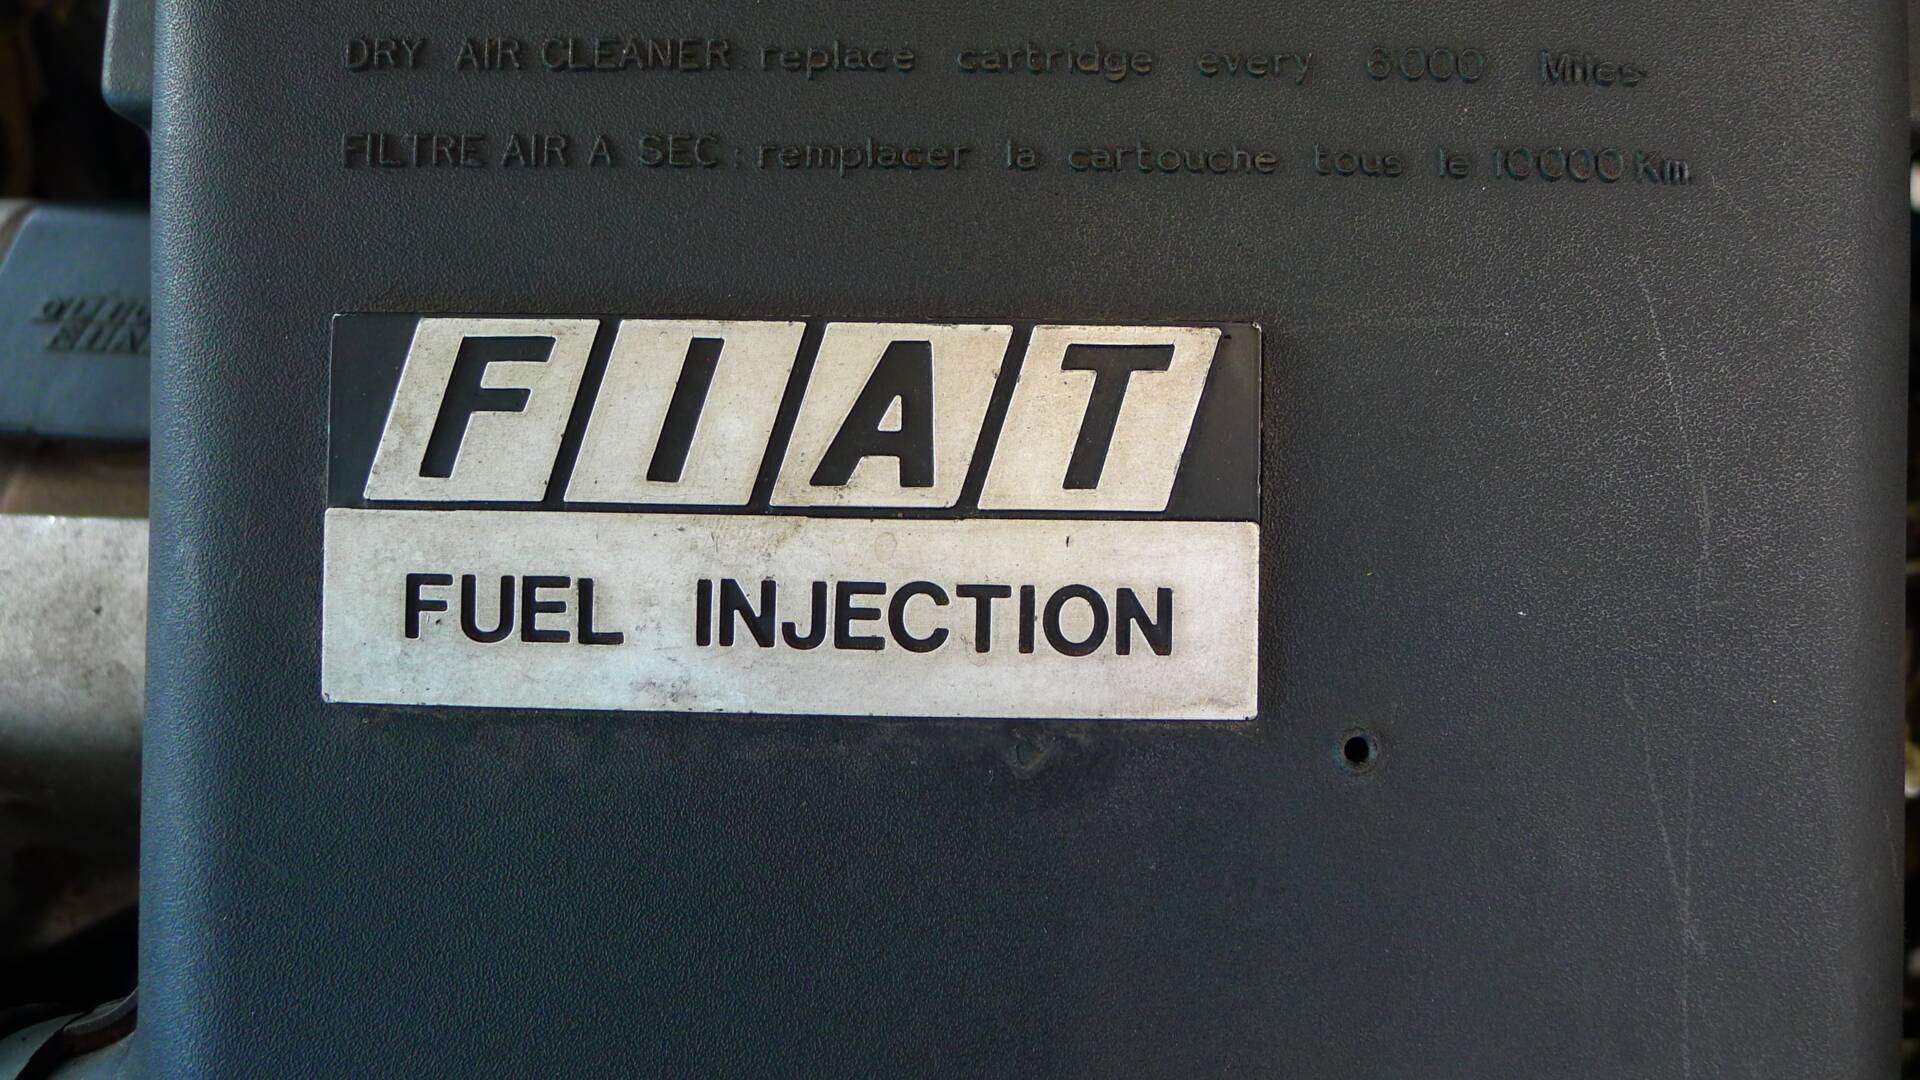 DRY AIR CLEANER: replace cartridge every 6000 Miles
FILTRE AIR A SEC: remplacer la cartouche tous le 10000 Km.
FIAT
FUEL INJECTION